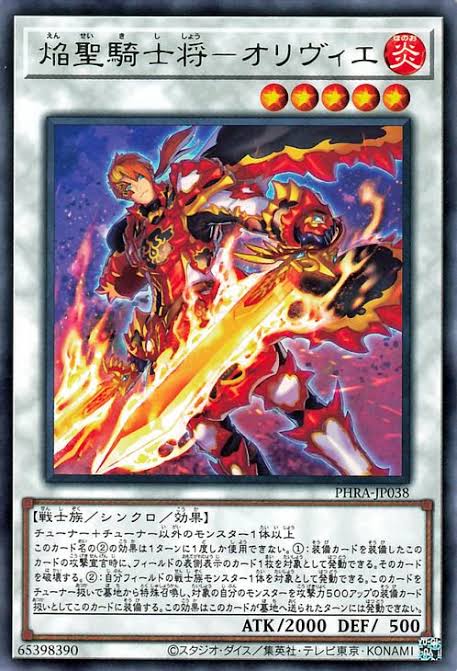 焔聖騎士将-オリヴィエ
炎
PHRA-JP038
【戦士族/シンクロ/効果】
チューナー+チューナー以外のモンスター1体以上
このカード名の②の効果は1ターンに1度しか使用できない。①:装備カードを装備したこ
のカードの攻撃宣言時に、フィールドの表側表示のカード1枚を対象として発動できる。そ
のカードを破壊する。②:自分フィールドの戦士族モンスター1体を対象として発動できる。このカードをチュ
ーナー扱いで墓地から特殊召喚し、対象の自分のモンスターを攻撃力500アップの装備カード
扱いとしてこのカードに装備する。この効果はこのカードが墓地へ送られたターンには発動できない。
ATK/2000 DEF/ 500
65398390
©スタジオ・ダイス/集英社・テレビ東京・KONAMI